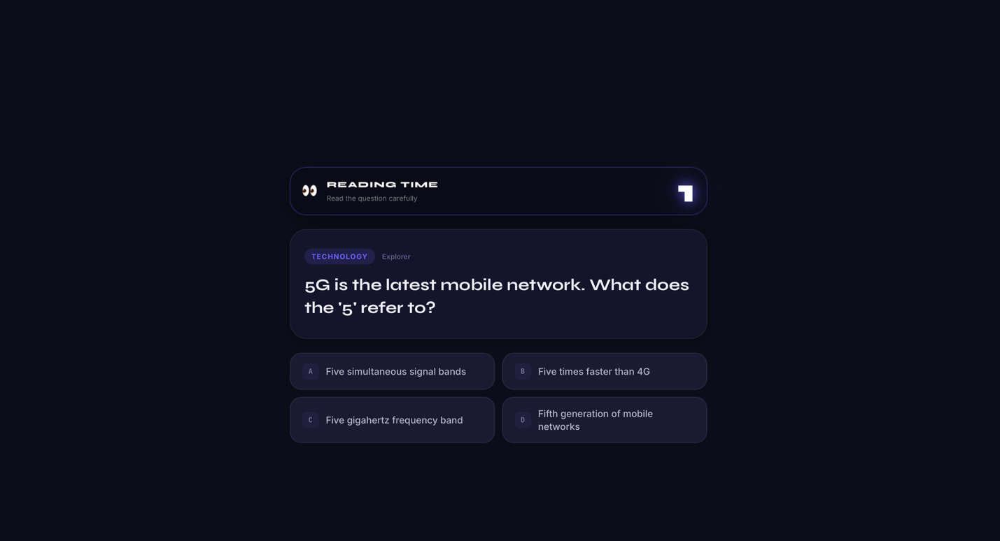 READING TIME
Read the question carefully
1
TECHNOLOGY Explorer
5G is the latest mobile network. What does
the '5' refer to?
A Five simultaneous signal bands
B Five times faster than 4G
C Five gigahertz frequency band
D Fifth generation of mobile
networks